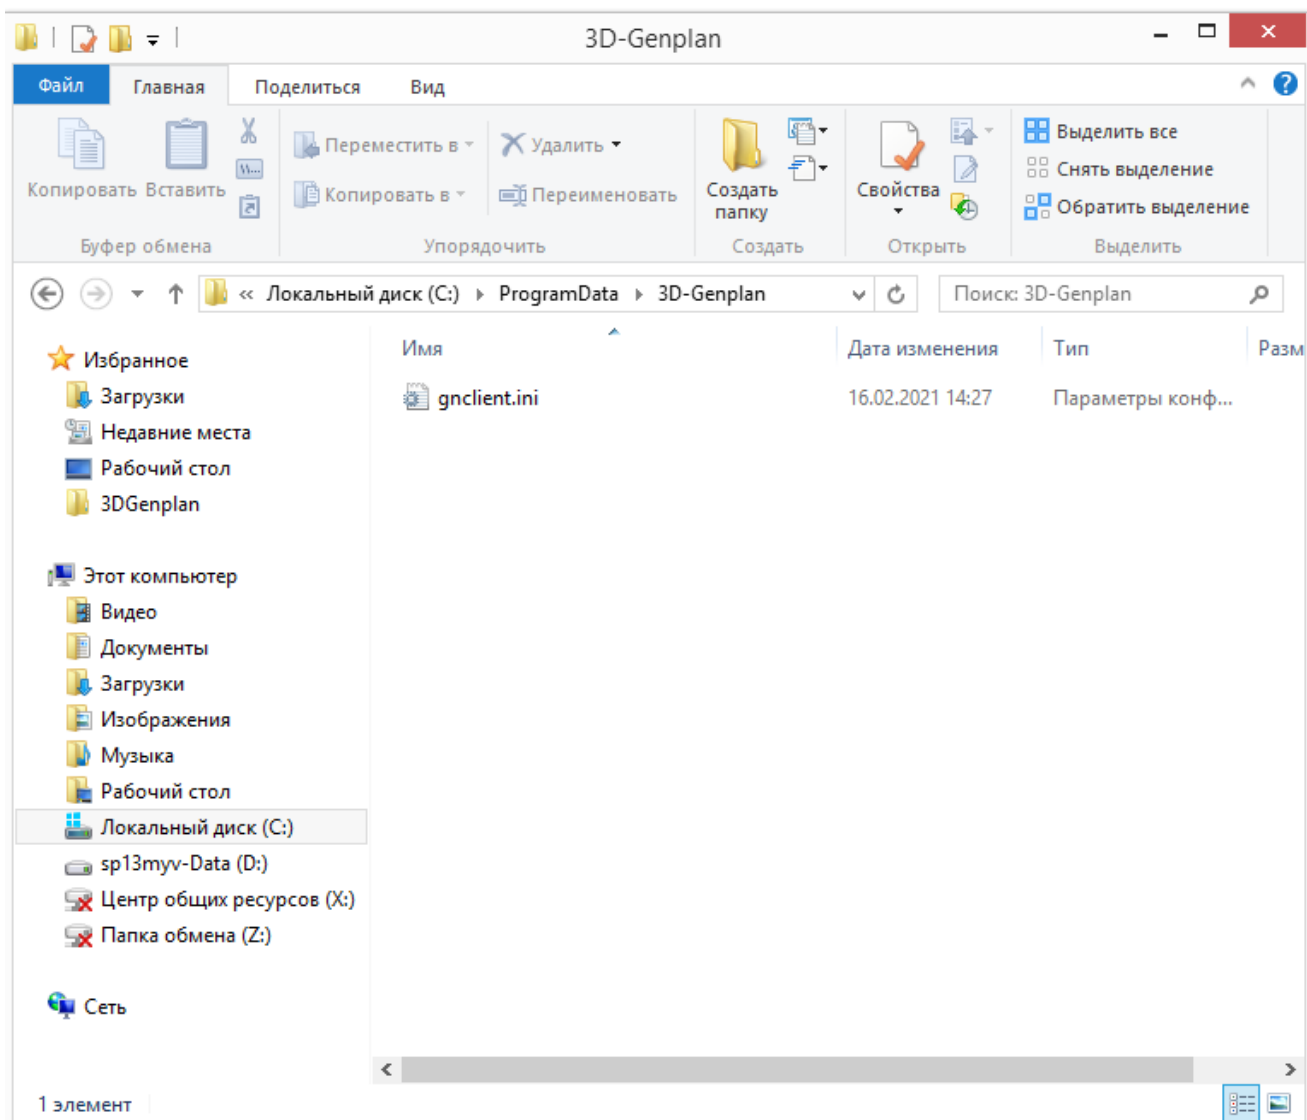 3D-Genplan
Файл Главная Поделиться Вид
Копировать Вставить
Переместить в
Копировать в
Удалить
Переименовать
Создать папку
Свойства
Выделить все
Снять выделение
Обратить выделение
Буфер обмена Упорядочить Создать Открыть Выделить
« Локальный диск (C:) ProgramData 3D-Genplan
Поиск: 3D-Genplan
Имя Дата изменения Тип Разм
gnclient.ini 16.02.2021 14:27 Параметры конф...
Избранное
Загрузки
Недавние места
Рабочий стол
3DGenplan
Этот компьютер
Видео
Документы
Загрузки
Изображения
Музыка
Рабочий стол
Локальный диск (C:)
sp13myv-Data (D:)
Центр общих ресурсов (X:)
Папка обмена (Z:)
Сеть
1 элемент